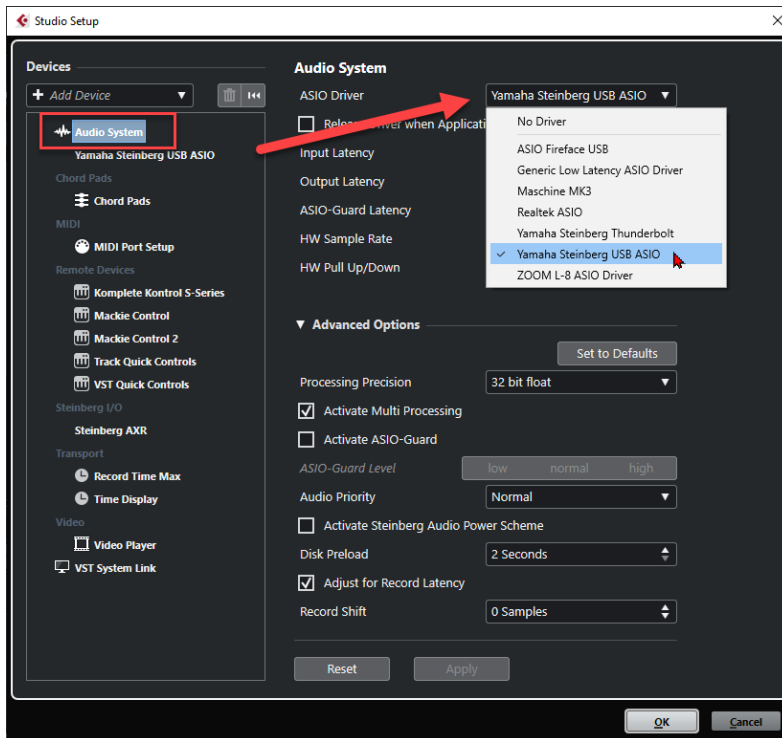 Studio Setup
Devices
+ Add Device
Audio System
Yamaha Steinberg USB ASIO
Chord Pads
Chord Pads
MIDI
MIDI Port Setup
Remote Devices
Komplete Kontrol S-Series
Mackie Control
Mackie Control 2
Track Quick Controls
VST Quick Controls
Steinberg I/O
Steinberg AXR
Transport
Record Time Max
Time Display
Video
Video Player
VST System Link
Audio System
ASIO Driver Yamaha Steinberg USB ASIO
when Applicati
Input Latency
Output Latency
ASIO-Guard Latency
HW Sample Rate
HW Pull Up/Down
No Driver
ASIO Fireface USB
Generic Low Latency ASIO Driver
Maschine MK3
Realtek ASIO
Yamaha Steinberg Thunderbolt
Yamaha Steinberg USB ASIO
ZOOM L-8 ASIO Driver
Advanced Options
Set to Defaults
Processing Precision 32 bit float
Activate Multi Processing
Activate ASIO-Guard
ASIO-Guard Level low normal high
Audio Priority Normal
Activate Steinberg Audio Power Scheme
Disk Preload 2 Seconds
Adjust for Record Latency
Record Shift 0 Samples
Reset Apply
OK Cancel